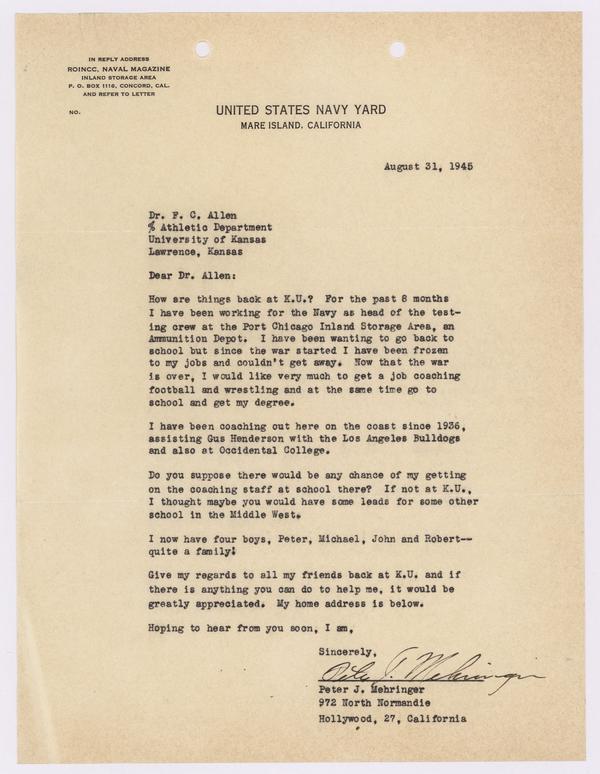 IN REPLY ADDRESS
ROINCC, NAVAL MAGAZINE
INLAND STORAGE AREA
P. O. BOX 1116, CONCORD, CAL.
AND REFER TO LETTER
NO.
UNITED STATES NAVY YARD
MARE ISLAND, CALIFORNIA
August 31, 1945
Dr. F. C. Allen
% Athletic Department
University of Kansas
Lawrence, Kansas
Dear Dr. Allen:
How are things back at K.U.? For the past 8 months
I have been working for the Navy as head of the test-
ing crew at the Port Chicago Inland Storage Area, an
Ammunition Depot. I have been wanting to go back to
school but since the war started I have been frozen
to my jobs and couldn't get away. Now that the war
is over, I would like very much to get a job coaching
football and wrestling and at the same time go to
school and get my degree.
I have been coaching out here on the coast since 1936,
assisting Gus Henderson with the Los Angeles Bulldogs
and also at Occidental College.
Do you suppose there would be any chance of my getting
on the coaching staff at school there? If not at K.U.,
I thought maybe you would have some leads for some other
school in the Middle West.
I now have four boys, Peter, Michael, John and Robert--
quite a family!
Give my regards to all my friends back at K.U. and if
there is anything you can do to help me, it would be
greatly appreciated. My home address is below.
Hoping to hear from you soon, I am,
Sincerely,
Pete J. Mehringer
Peter J. Mehringer
972 North Normandie
Hollywood, 27, California